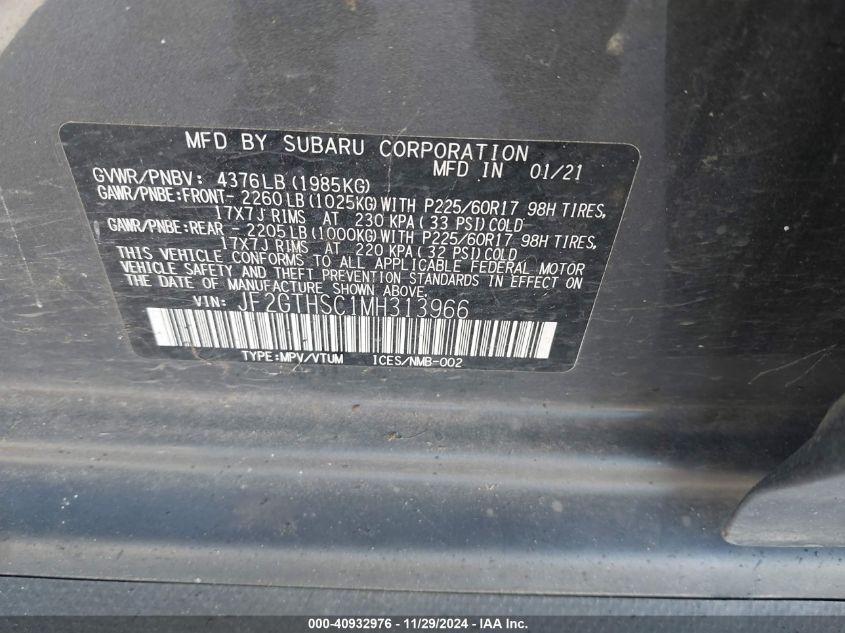 MFD BY SUBARU CORPORATION
GVWR/PNBV: 4376LB(1985KG) MFD IN 01/21
GAWR/PNBE:FRONT- 2260LB(1025KG)WITH P225/60R17 98H TIRES,
17X7J RIMS AT 230 KPA(33 PSI)COLD
GAWR/PNBE:REAR - 2205LB(1000KG)WITH P225/60R17 98H TIRES,
17X7J RIMS AT 220 KPA(32 PSI)COLD
THIS VEHICLE CONFORMS TO ALL APPLICABLE FEDERAL MOTOR
VEHICLE SAFETY AND THEFT PREVENTION STANDARDS IN EFFECT ON
THE DATE OF MANUFACTURE SHOWN ABOVE.
VIN: JF2GTHSC1MH313966
TYPE:MPV/VTUM ICES/NMB-002
000-40932976 - 11/29/2024 - IAA Inc.